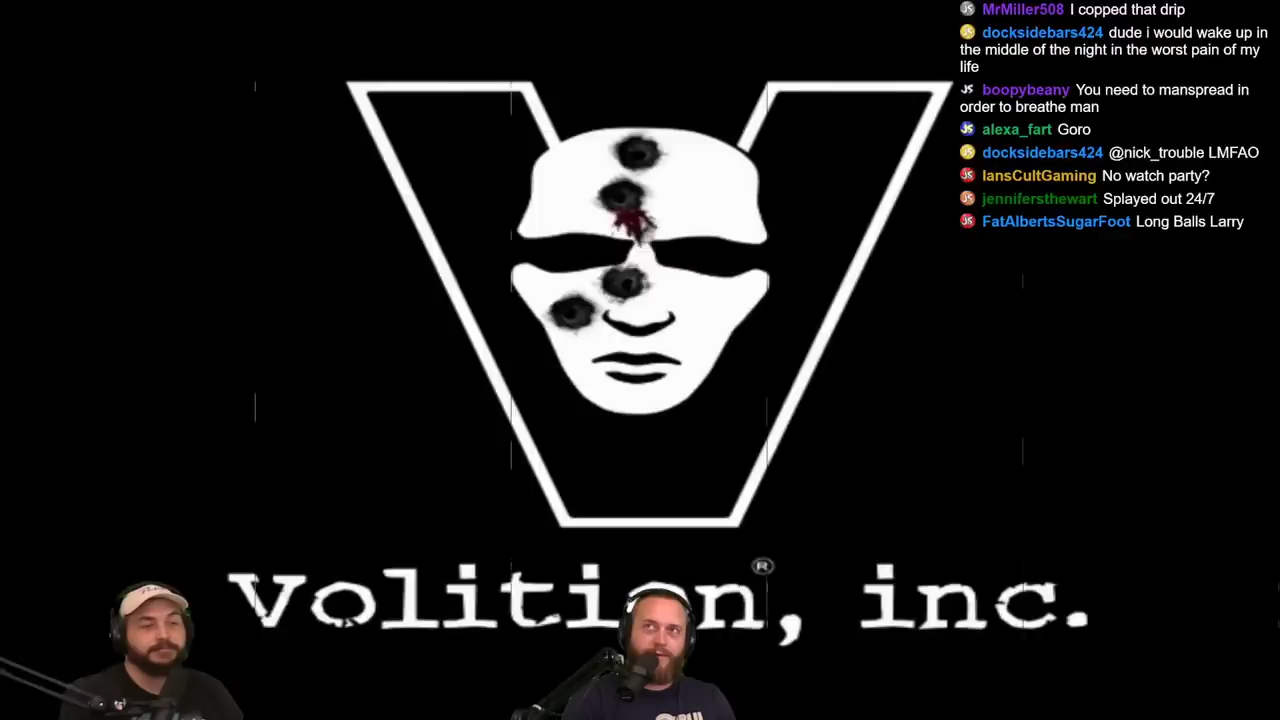 MrMiller508 I copped that drip
docksidebars424 dude i would wake up in
the middle of the night in the worst pain of my
life
boopybeany You need to manspread in
order to breathe man
alexa_fart Goro
docksidebars424 @nick_trouble LMFAO
IansCultGaming No watch party?
jennifersthewart Splayed out 24/7
FatAlbertsSugarFoot Long Balls Larry
Volition®, inc.